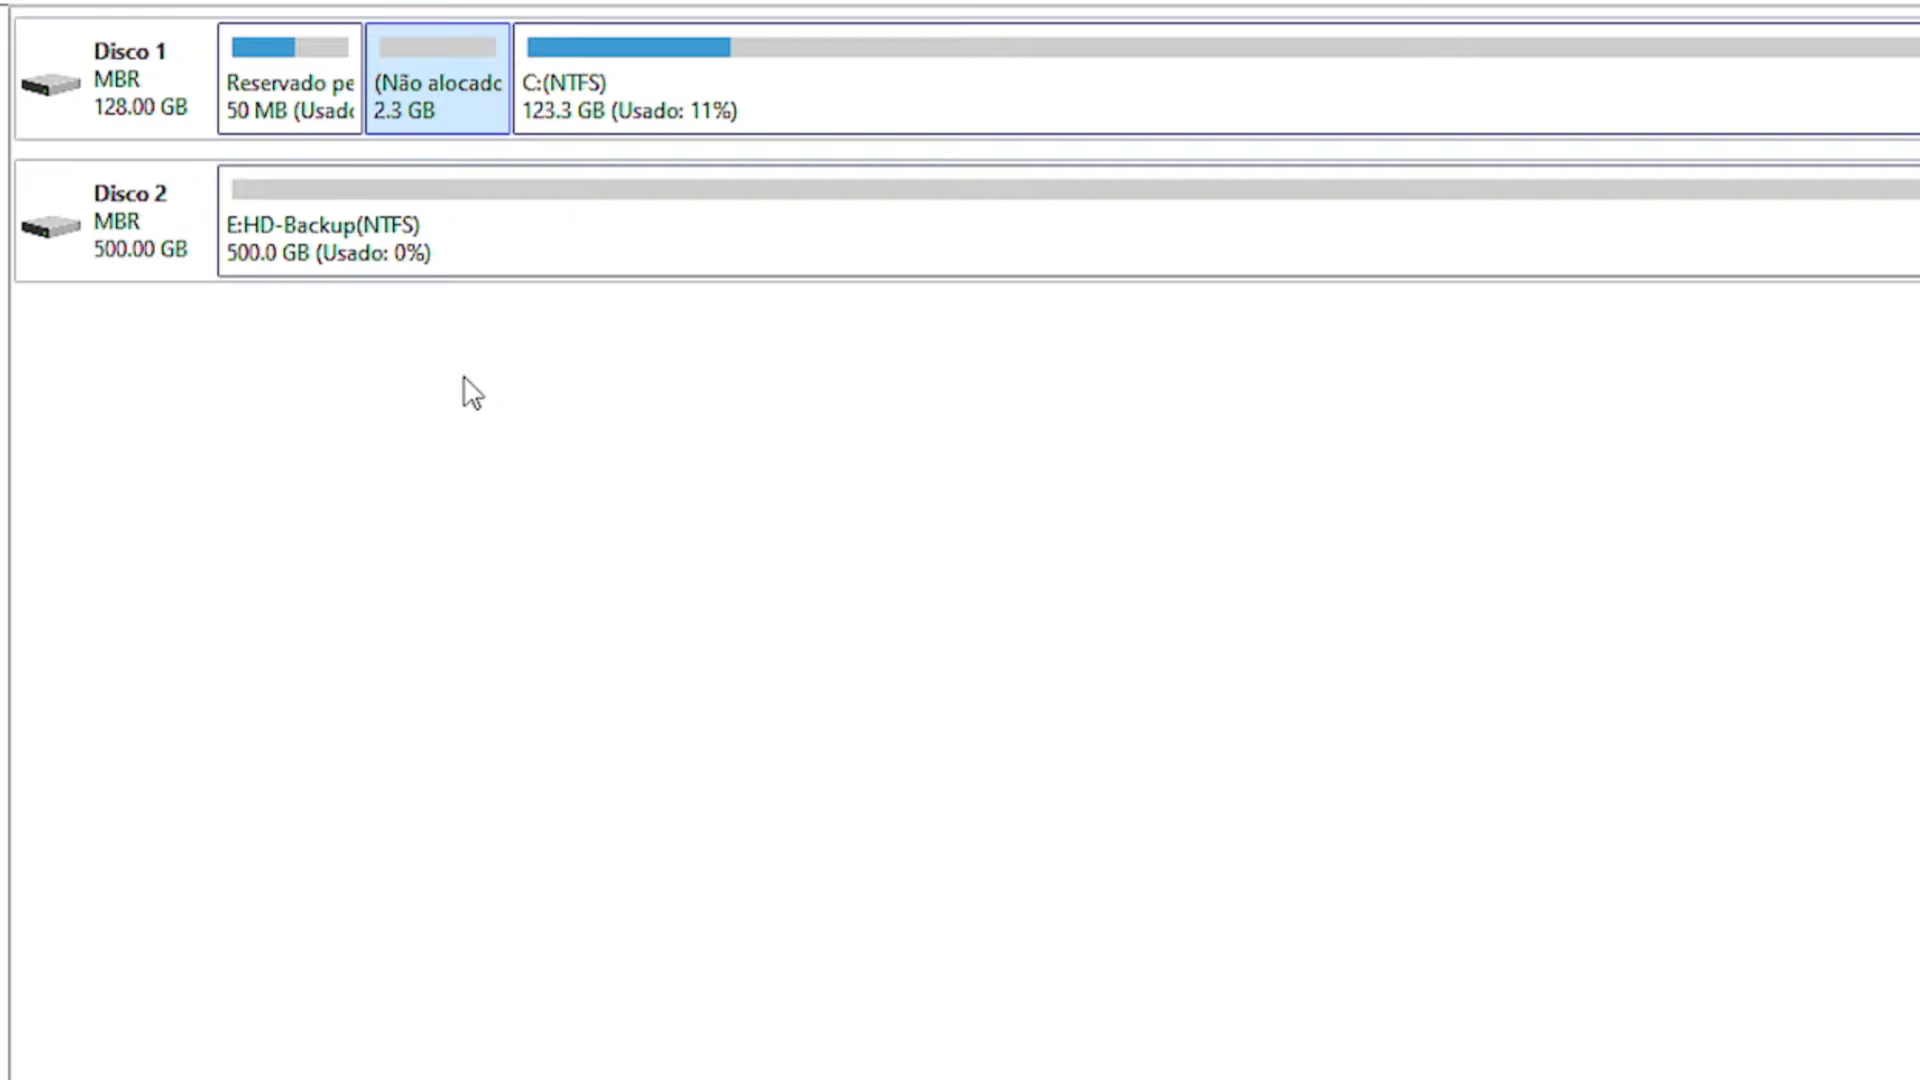 Disco 1
MBR
128.00 GB
Reservado pe
50 MB (Usad
(Não alocado
2.3 GB
C:(NTFS)
123.3 GB (Usado: 11%)
Disco 2
MBR
500.00 GB
E:HD-Backup(NTFS)
500.0 GB (Usado: 0%)